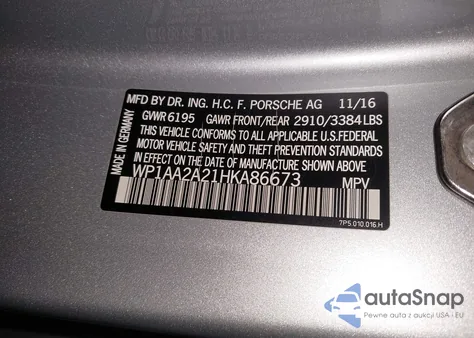 MFD BY DR. ING. H.C. F. PORSCHE AG 11/16
GVWR 6195 GAWR FRONT/REAR 2910/3384 LBS
THIS VEHICLE CONFORMS TO ALL APPLICABLE U.S.FEDERAL
MOTOR VEHICLE SAFETY AND THEFT PREVENTION STANDARDS
IN EFFECT ON THE DATE OF MANUFACTURE SHOWN ABOVE.
WP1AA2A21HKA86673 MPV
MADE IN GERMANY
7P5.010.016.H
autoSnap
Pewne auta z aukcji USA - EU